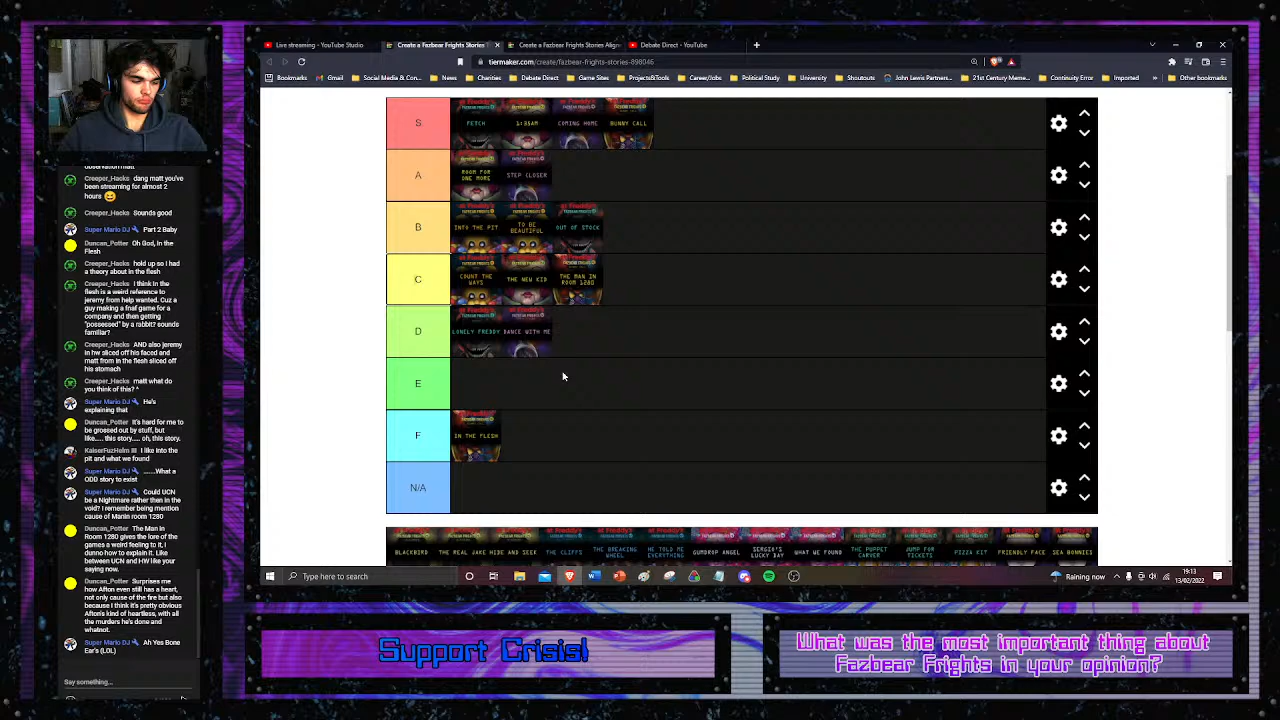 Live streaming - YouTube Studio
Create a Fazbear Frights Stories T
Create a Fazbear Frights Stories Align
Debate Direct - YouTube
tiermaker.com/create/fazbear-frights-stories-898046
Bookmarks
Gmail
Social Media & Con...
News
Charities
Debate Direct
Great Sites
Projects&Tools
Career/Jobs
Political Study
University
Shoutouts
John Lewis Christm...
21st Century Meme...
Cancer Error
Imported
Other bookmarks
S
FETCH
1:35AM
COMING HOME
BUNNY CALL
A
ROOM FOR
ONE MORE
STEP CLOSER
B
INTO THE PIT
TO BE
BEAUTIFUL
OUT OF STOCK
C
COUNT THE
WAYS
THE NEW KID
THE MAN IN
ROOM 1280
D
LONELY FREDDY
DANCE WITH ME
E
F
IN THE FLESH
N/A
BLACKBIRD
THE REAL JAKE
HIDE AND SEEK
THE CLIFFS
THE BREAKING
WHEEL
HE TOLD ME
EVERYTHING
GUMDROP ANGEL
SERGIO'S
LUCKY DAY
WHAT WE FOUND
THE PUPPET
CARVER
JUMP FOR
TICKETS
PIZZA KIT
FRIENDLY FACE
SEA BONNIES
Type here to search
Raining now
19:13
13/02/2022
Creeper_Hacks dang matt you've
been streaming for almost 2
hours
Creeper_Hacks Sounds good
Super Mario DJ Part 2 Baby
Duncan_Potter Oh God, in the
Flesh
Creeper_Hacks hold up so I had
a theory about in the flesh
Creeper_Hacks I think In the
flesh is a weird reference to
jeremy from help wanted. Cuz a
guy making a fnaf game for a
company and then getting
"possessed" by a rabbit? sounds
firmiliar?
Creeper_Hacks AND also jeremy
in hw sliced off his faced and
matt from in the flesh sliced off
his stomach
Creeper_Hacks matt what do
you think of this? ^
Super Mario DJ He's
explaining that
Duncan_Potter It's hard for me to
be grossed out by stuff, but
like..... this story.... oh, this story.
KaiserFuzHelm III I like into the
pit and what we found
Super Mario DJ .......What a
ODD story to exist
Super Mario DJ Could UCN
be a Nightmare rather than in the
void? I remember being mention
cause of Manin room 1280
Duncan_Potter The Man in
Room 1280 gives the lore of the
games a weird feeling to it, I
dunno how to explain it. Like
between UCN and HW like your
saying now.
Duncan_Potter Surprises me
how Afton even still has a heart,
not only cause of the fire but also
because I think it's pretty obvious
Afton's kind of heartless, with all
the murders he's done and
whatnot.
Super Mario DJ Ah Yes Bone
Ear's (LOL)
Say something...
Support Crisis!
What was the most important thing about
Fazbear Frights in your opinion?